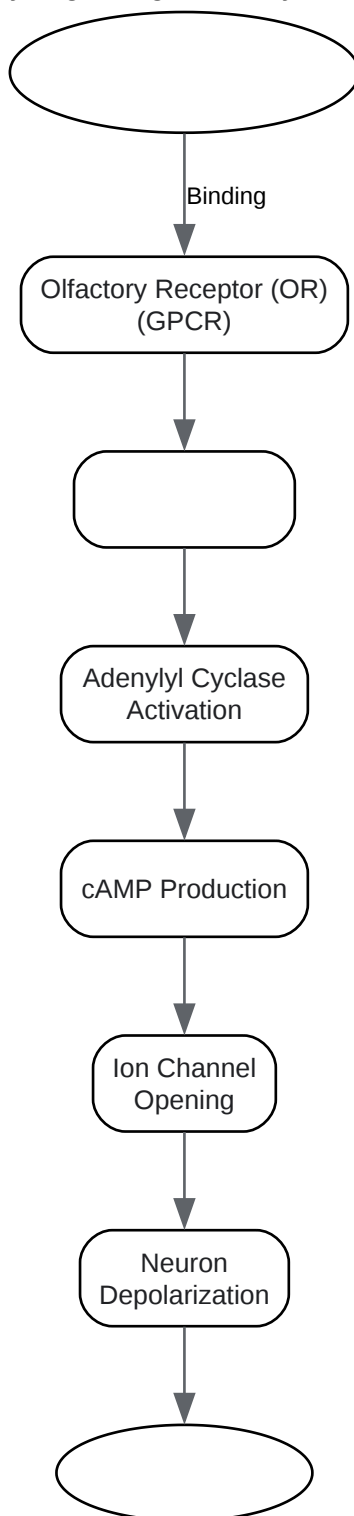 Binding
Olfactory Receptor (OR)
(GPCR)
Adenylyl Cyclase
Activation
cAMP Production
Ion Channel
Opening
Neuron
Depolarization